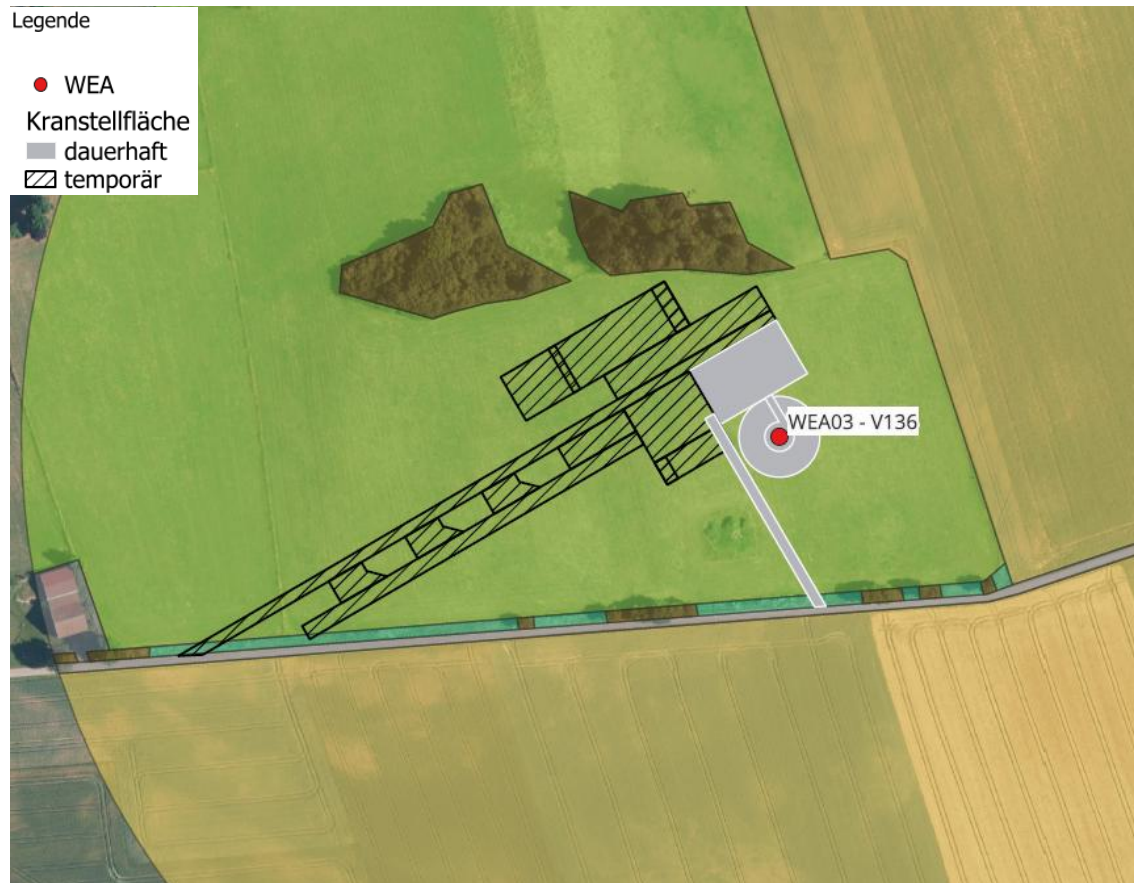 Legende
WEA
Kranstellfläche
dauerhaft
temporär
WEA03 - V136